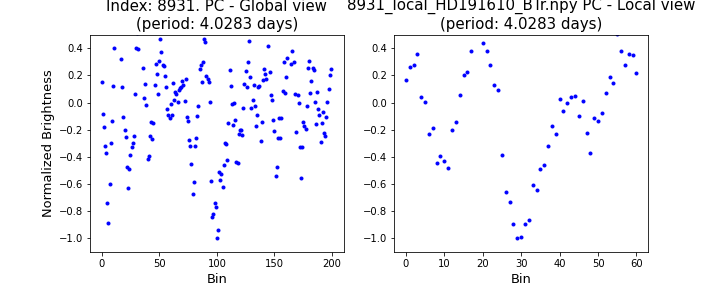 Index: 8931. PC - Global view
(period: 4.0283 days)
8931_local_HD191610_BTr.npy PC - Local view
(period: 4.0283 days)
Normalized Brightness
0.4
0.2
0.0
−0.2
−0.4
−0.6
−0.8
−1.0
0 50 100 150 200
Bin
0.4
0.2
0.0
−0.2
−0.4
−0.6
−0.8
−1.0
0 10 20 30 40 50 60
Bin